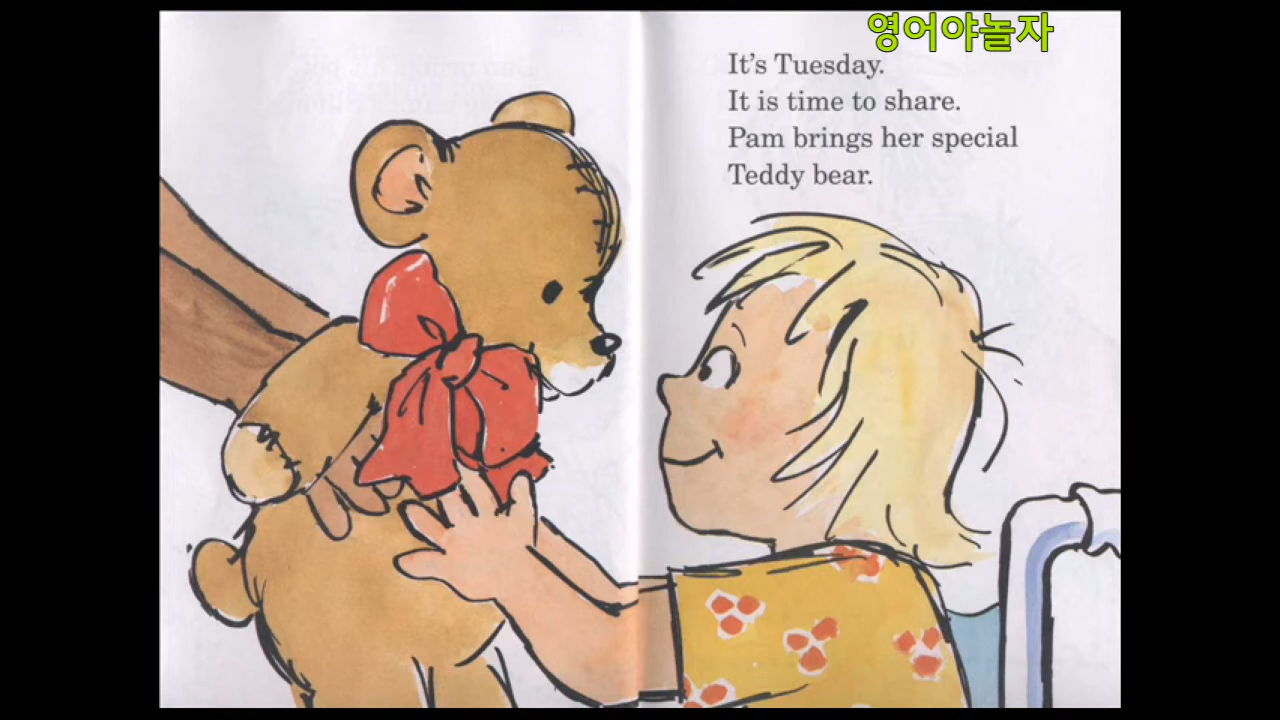 영어야놀자
It's Tuesday.
It is time to share.
Pam brings her special
Teddy bear.